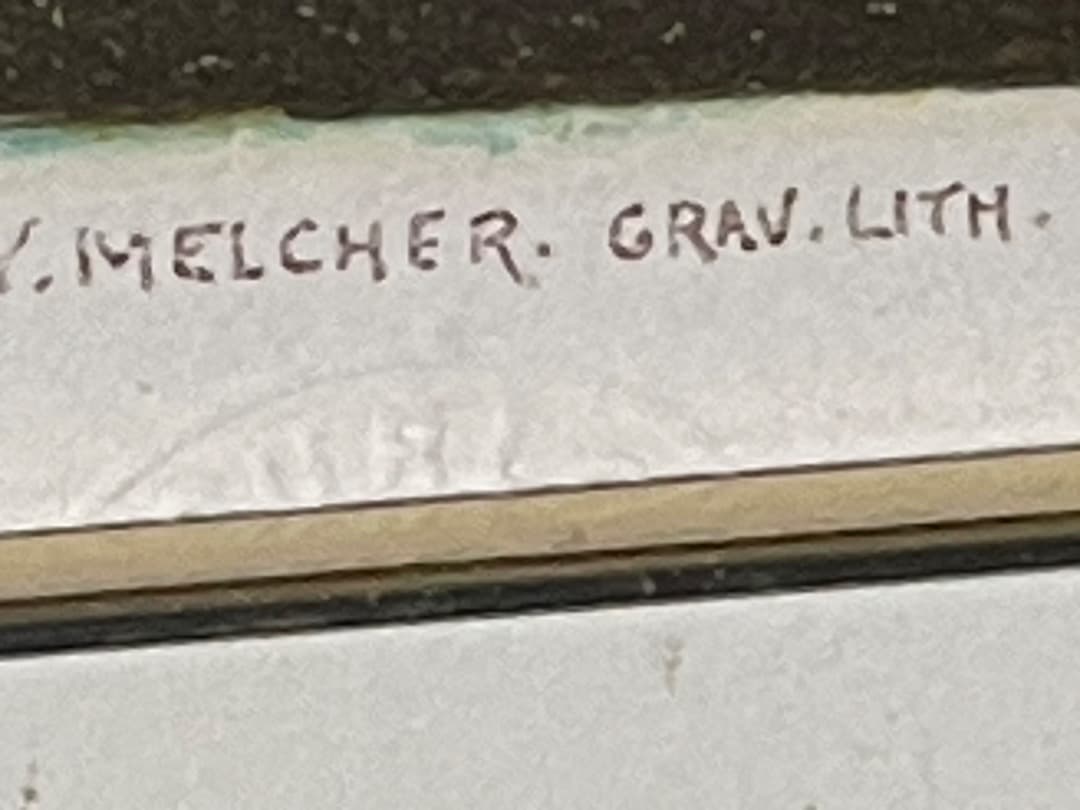 Y. MELCHER. GRAV. LITH.